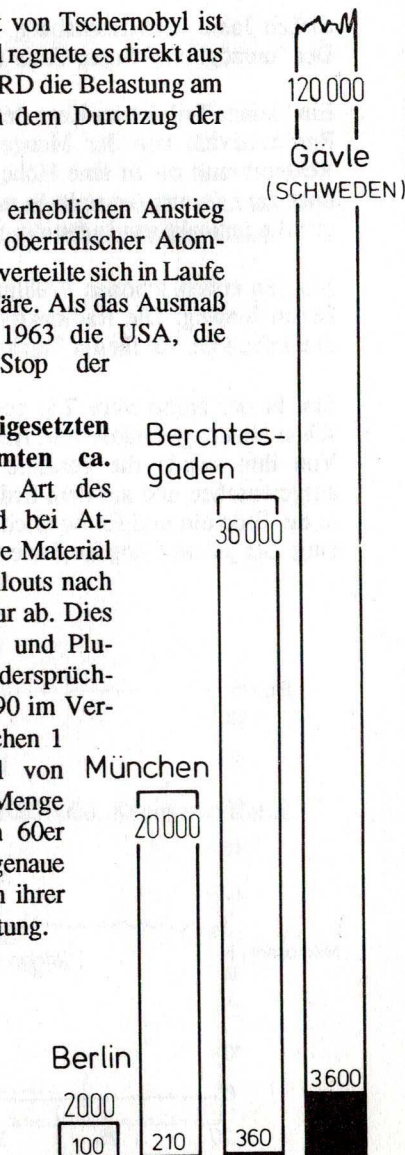 von Tschernobyl ist
regnete es direkt aus
RD die Belastung am
dem Durchzug der
erheblichen Anstieg
oberirdischer Atom-
verteilte sich in Laufe
äre. Als das Ausmaß
1963 die USA, die
Stop der
eigesetzten
mten ca.
Art des
bei At-
e Material
llouts nach
ur ab. Dies
und Plu-
dersprüch-
90 im Ver-
chen 1
von
Menge
60er
genaue
ihrer
tung.
120 000
Gävle
(SCHWEDEN)
Berchtes-
gaden
36 000
München
20 000
Berlin
2000
100
210
360
3600